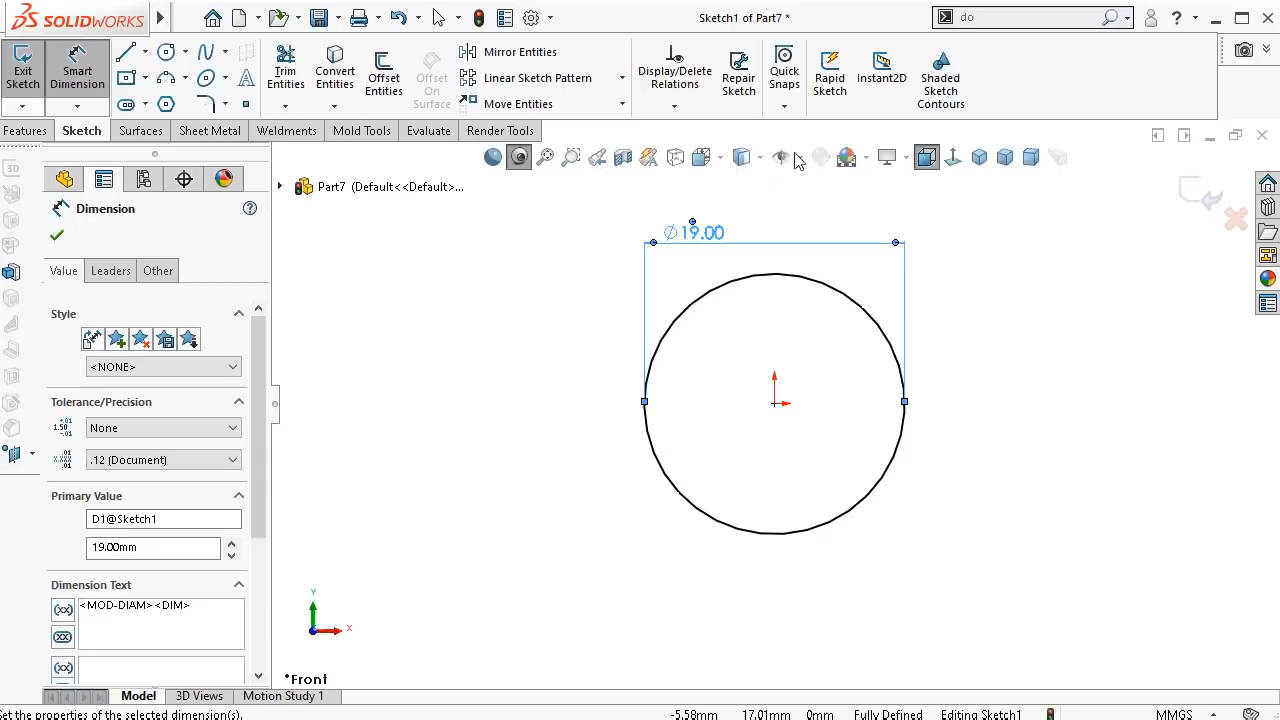 SOLIDWORKS
Sketch1 of Part7 *
do
Exit Sketch
Smart Dimension
Trim Entities
Convert Entities
Offset Entities
Offset On Surface
Mirror Entities
Linear Sketch Pattern
Move Entities
Display/Delete Relations
Repair Sketch
Quick Snaps
Rapid Sketch
Instant2D
Shaded Sketch Contours
Features
Sketch
Surfaces
Sheet Metal
Weldments
Mold Tools
Evaluate
Render Tools
Part7 (Default<<Default>...
Dimension
Value
Leaders
Other
Style
<NONE>
Tolerance/Precision
None
.12 (Document)
Primary Value
D1@Sketch1
19.00mm
Dimension Text
<MOD-DIAM><DIM>
∅19.00
Y
X
*Front
Model
3D Views
Motion Study 1
Set the properties of the selected dimension(s).
-5.58mm
17.01mm
0mm
Fully Defined
Editing Sketch1
MMGS